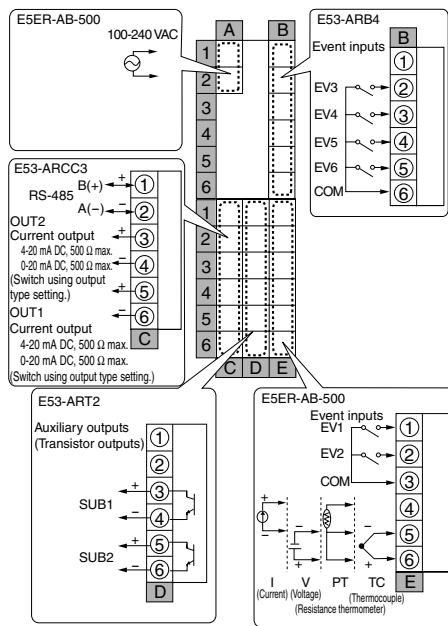 E5ER-AB-500
100-240 VAC
A
B
1
2
3
4
5
6
1
2
3
4
5
6
C D E
E53-ARB4
Event inputs
B
1
EV3 2
EV4 3
EV5 4
EV6 5
COM 6
E53-ARCC3
RS-485
B(+) + 1
A(−) − 2
OUT2
Current output
4-20 mA DC, 500 Ω max.
0-20 mA DC, 500 Ω max.
(Switch using output
type setting.)
+ 3
− 4
OUT1
Current output
4-20 mA DC, 500 Ω max.
0-20 mA DC, 500 Ω max.
(Switch using output type setting.)
+ 5
− 6
C
E53-ART2
Auxiliary outputs
(Transistor outputs)
1
2
SUB1
+ 3
− 4
SUB2
+ 5
− 6
D
E5ER-AB-500
Event inputs
EV1 1
EV2 2
COM 3
4
5
6
E
+ −
− +
− +
I V PT TC
(Current) (Voltage) (Thermocouple)
(Resistance thermometer)